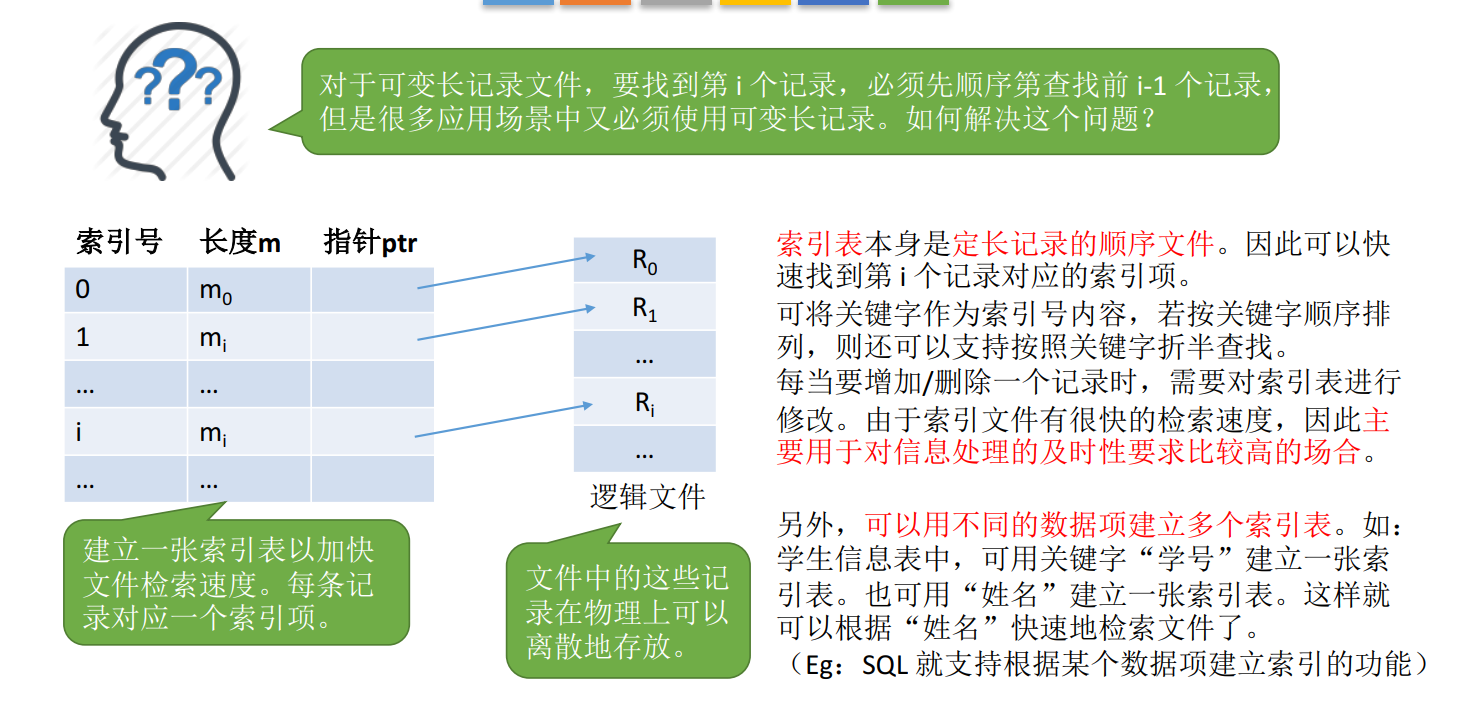 ???
对于可变长记录文件，要找到第 i 个记录，必须先顺序第查找前 i-1 个记录，
但是很多应用场景中又必须使用可变长记录。如何解决这个问题？
索引号 长度m 指针ptr
0 m0
1 mi
... ...
i mi
... ...
R0
R1
...
Ri
...
逻辑文件
建立一张索引表以加快
文件检索速度。每条记
录对应一个索引项。
文件中的这些记
录在物理上可以
离散地存放。
索引表本身是定长记录的顺序文件。因此可以快
速找到第 i 个记录对应的索引项。
可将关键字作为索引号内容，若按关键字顺序排
列，则还可以支持按照关键字折半查找。
每当要增加/删除一个记录时，需要对索引表进行
修改。由于索引文件有很快的检索速度，因此主
要用于对信息处理的及时性要求比较高的场合。
另外，可以用不同的数据项建立多个索引表。如：
学生信息表中，可用关键字“学号”建立一张索
引表。也可用“姓名”建立一张索引表。这样就
可以根据“姓名”快速地检索文件了。
（Eg：SQL 就支持根据某个数据项建立索引的功能）